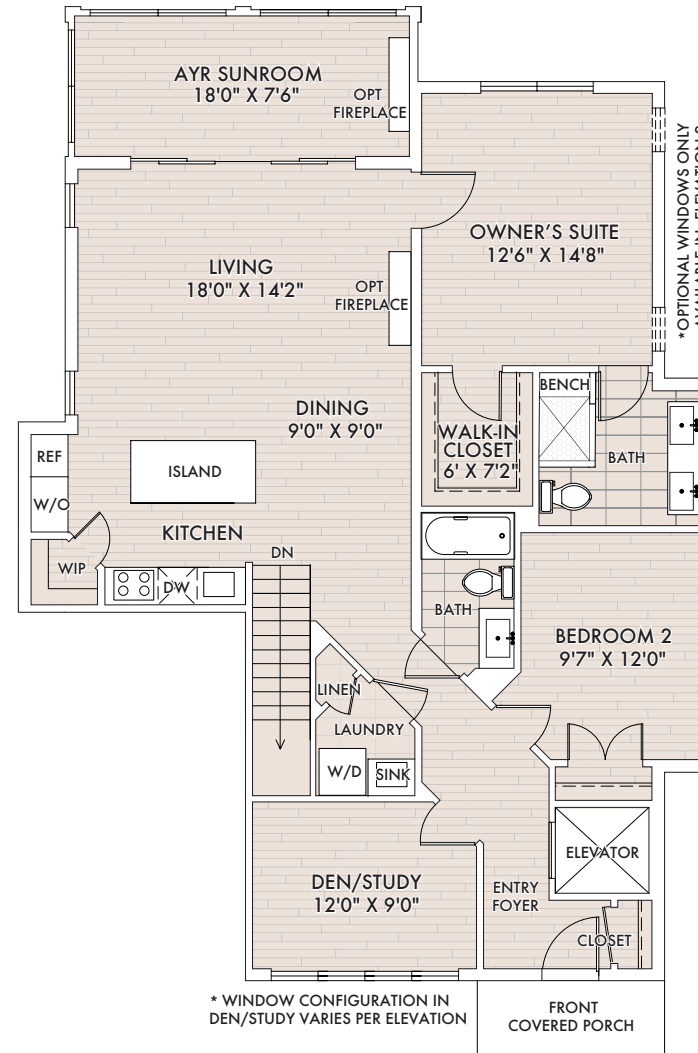 AYR SUNROOM
18'0" X 7'6"
OPT
FIREPLACE
OWNER'S SUITE
12'6" X 14'8"
*OPTIONAL WINDOWS ONLY
LIVING
18'0" X 14'2"
OPT
FIREPLACE
DINING
9'0" X 9'0"
WALK-IN
CLOSET
6' X 7'2"
BENCH
BATH
REF
W/O
ISLAND
KITCHEN
WIP
DW
DN
BATH
BEDROOM 2
9'7" X 12'0"
LINEN
LAUNDRY
W/D
SINK
ELEVATOR
DEN/STUDY
12'0" X 9'0"
ENTRY
FOYER
CLOSET
* WINDOW CONFIGURATION IN
DEN/STUDY VARIES PER ELEVATION
FRONT
COVERED PORCH